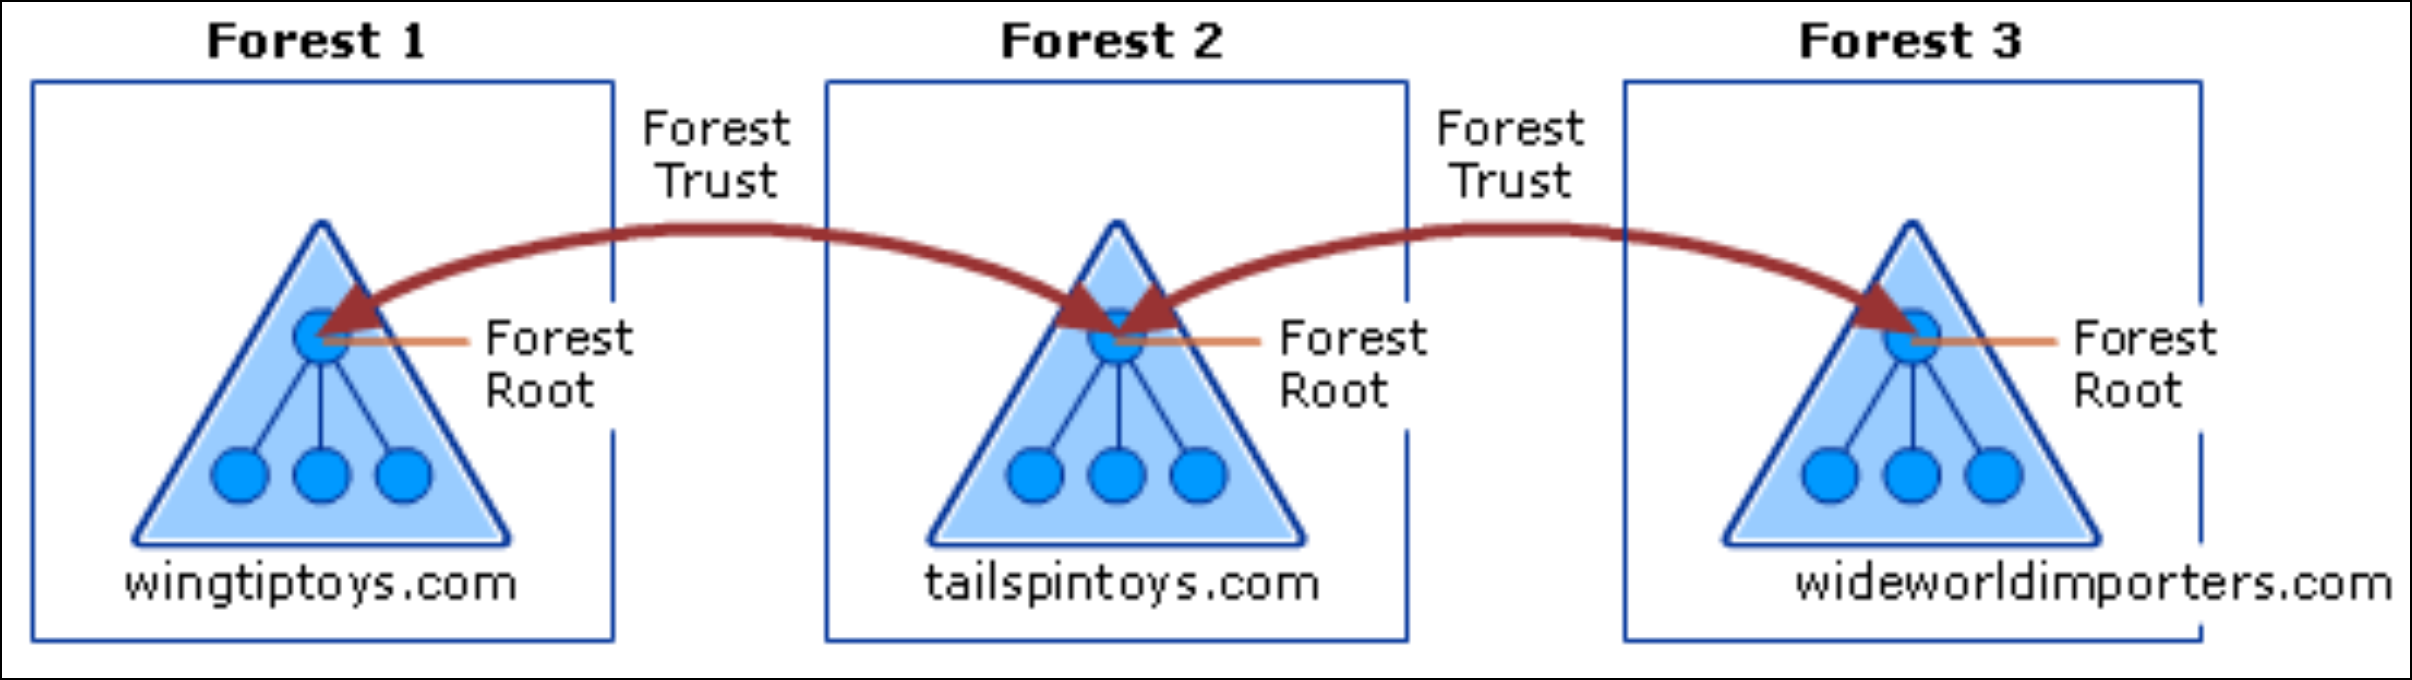 Forest 1
Forest 2
Forest 3
Forest
Trust
Forest
Trust
Forest
Root
Forest
Root
Forest
Root
wingtiptoys.com
tailspintoys.com
wideworldimporters.com